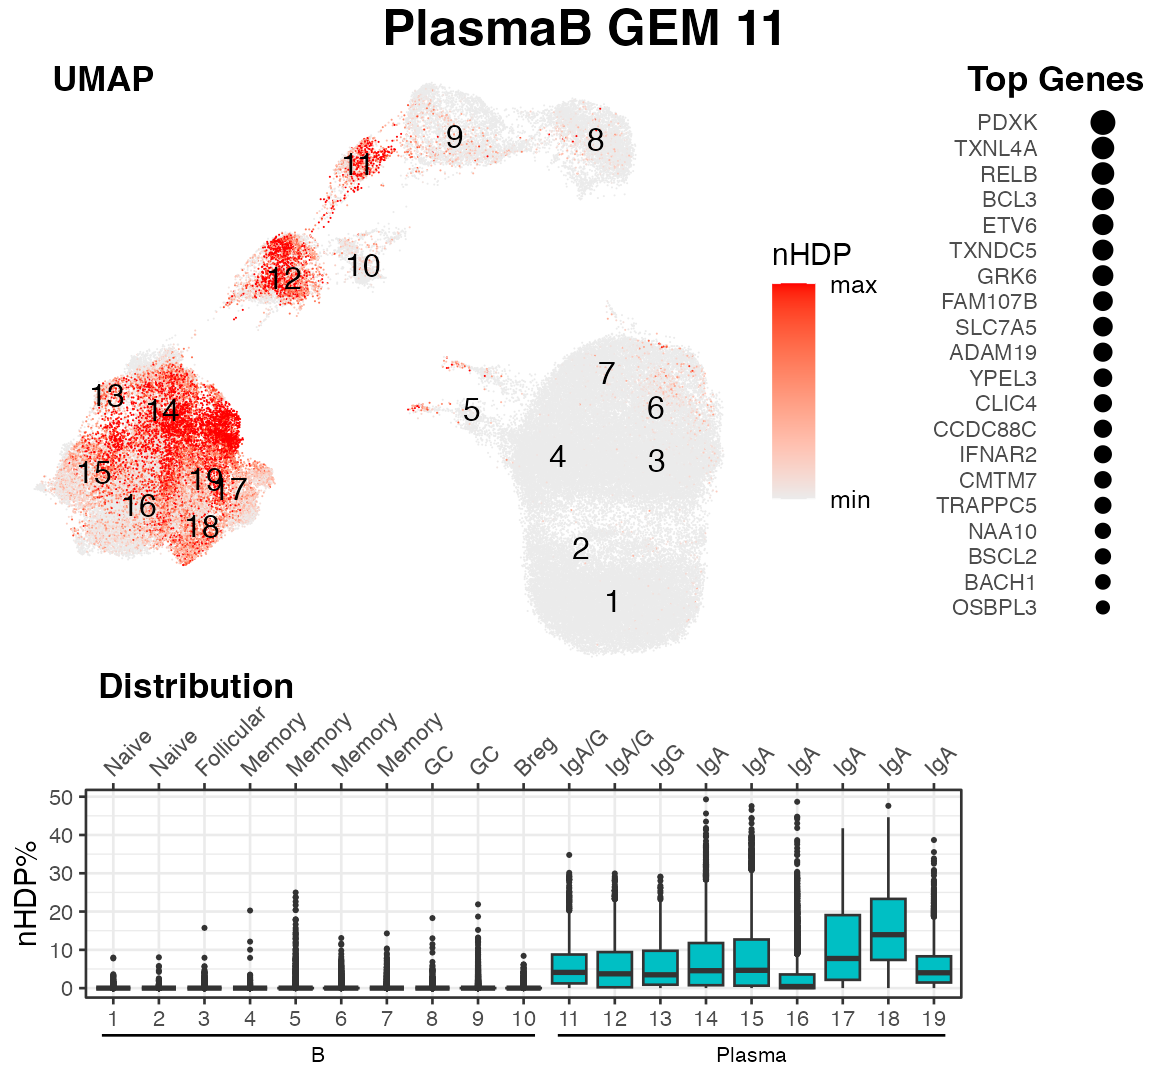 PlasmaB GEM 11
UMAP
9
8
11
10
12
7
13
14
5
6
4
3
15
19
17
16
18
2
1
nHDP
max
min
Top Genes
PDXK
TXNL4A
RELB
BCL3
ETV6
TXNDC5
GRK6
FAM107B
SLC7A5
ADAM19
YPEL3
CLIC4
CCDC88C
IFNAR2
CMTM7
TRAPPC5
NAA10
BSCL2
BACH1
OSBPL3
Distribution
Naive Naive Follicular Memory Memory Memory Memory GC GC Breg IgA/G IgA/G IgG IgA IgA IgA IgA IgA IgA
nHDP%
50
40
30
20
10
0
1 2 3 4 5 6 7 8 9 10 11 12 13 14 15 16 17 18 19
B Plasma